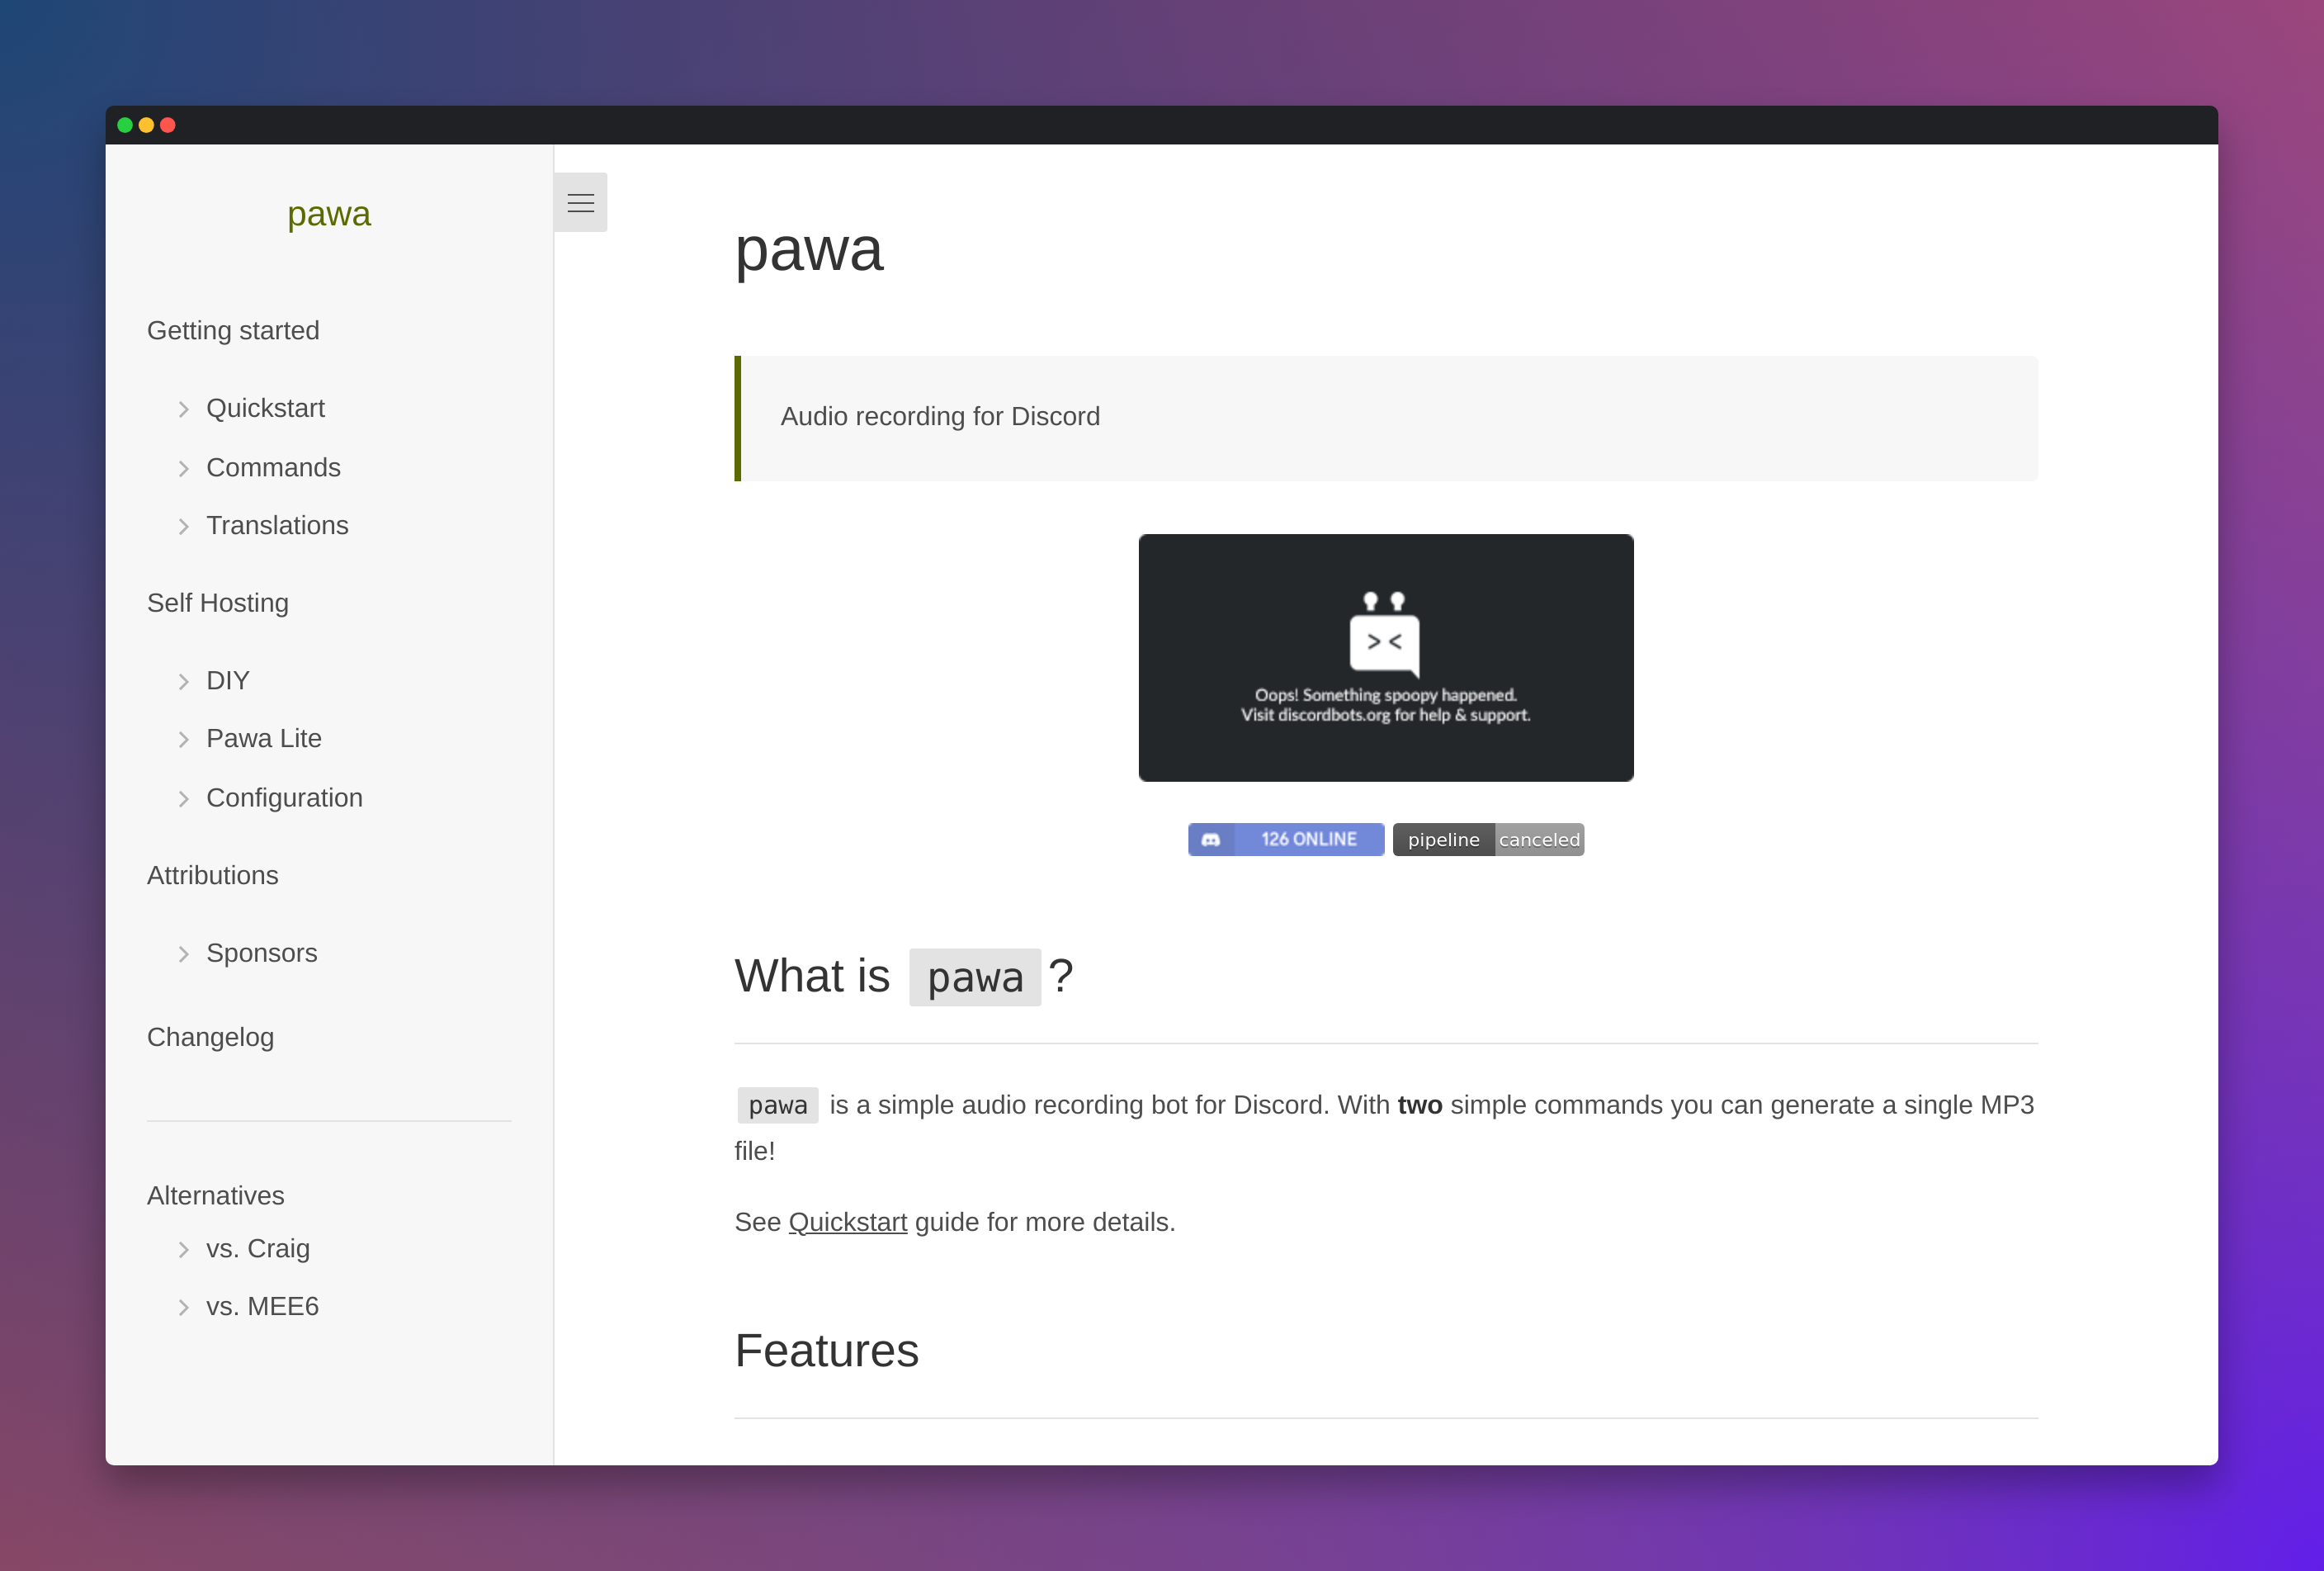 pawa
Getting started
Quickstart
Commands
Translations
Self Hosting
DIY
Pawa Lite
Configuration
Attributions
Sponsors
Changelog
Alternatives
vs. Craig
vs. MEE6
pawa
Audio recording for Discord
> <
Oops! Something spoopy happened.
Visit discordbots.org for help & support.
126 ONLINE
pipeline canceled
What is pawa ?
pawa is a simple audio recording bot for Discord. With two simple commands you can generate a single MP3
file!
See Quickstart guide for more details.
Features